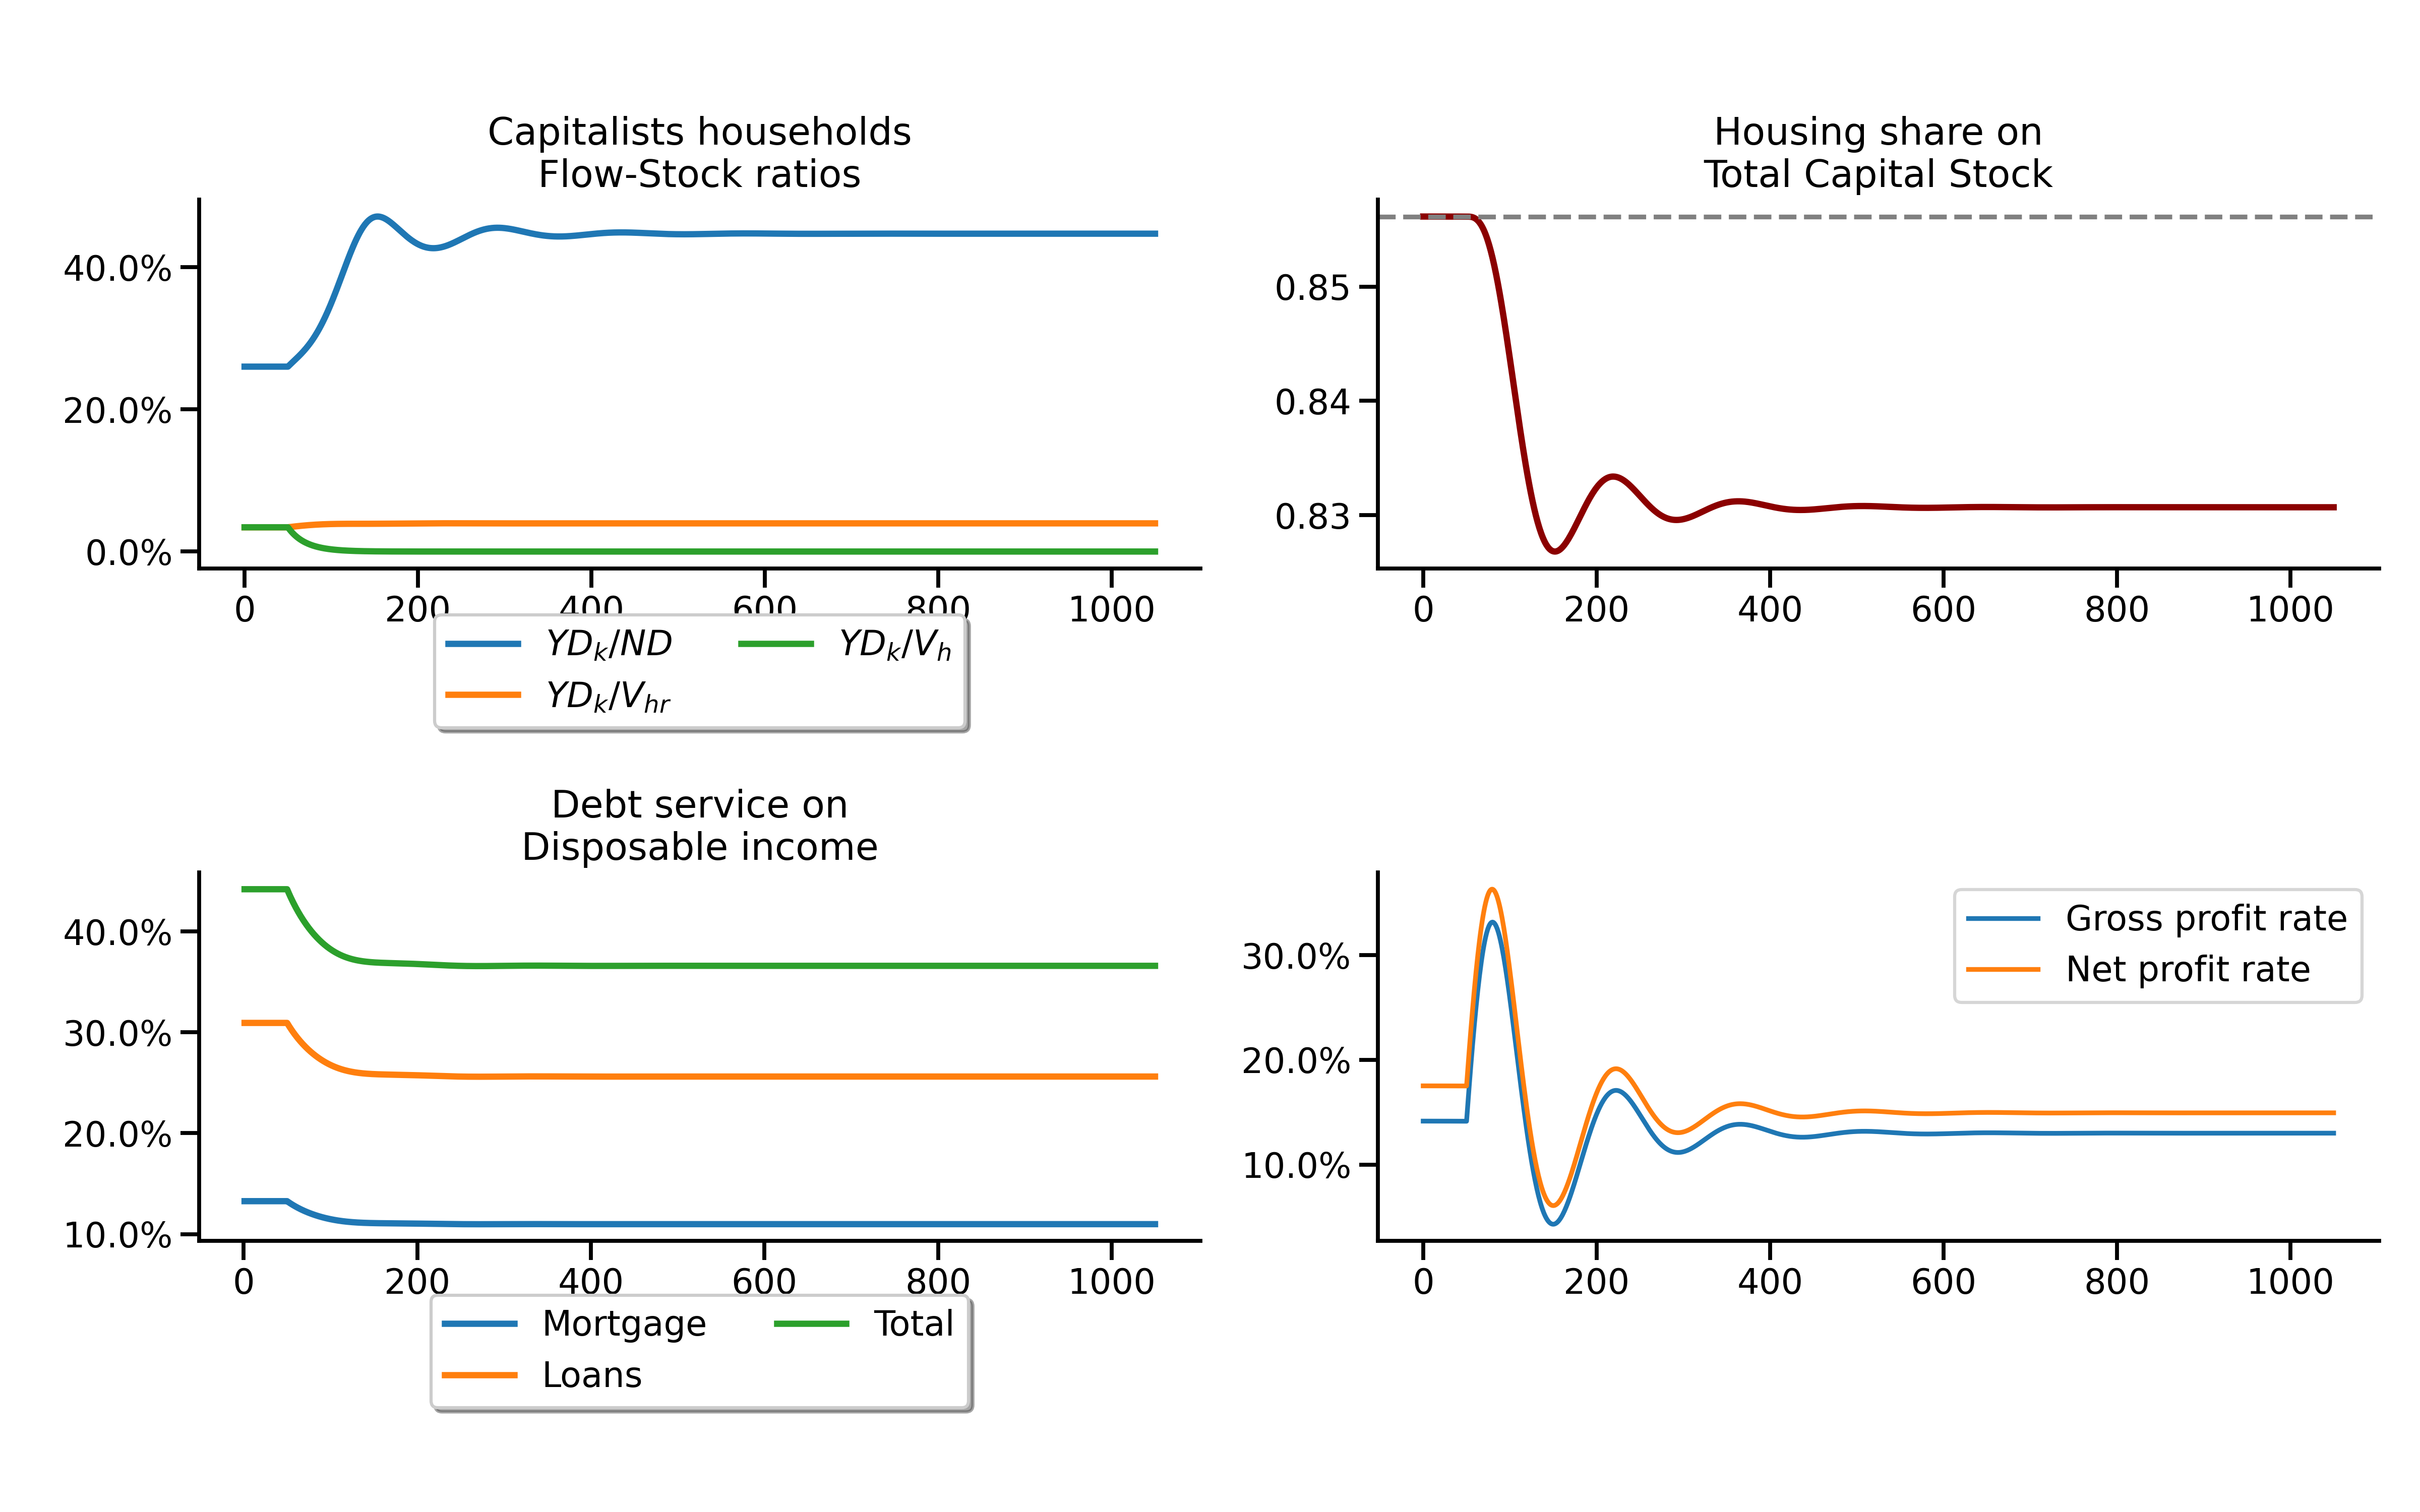 Capitalists households
Flow-Stock ratios
40.0%
20.0%
0.0%
0 200 400 600 800 1000
YD_k/ND
YD_k/V_h
YD_k/V_hr
Housing share on
Total Capital Stock
0.85
0.84
0.83
0 200 400 600 800 1000
Debt service on
Disposable income
40.0%
30.0%
20.0%
10.0%
0 200 400 600 800 1000
Mortgage
Total
Loans
Gross profit rate
Net profit rate
30.0%
20.0%
10.0%
0 200 400 600 800 1000